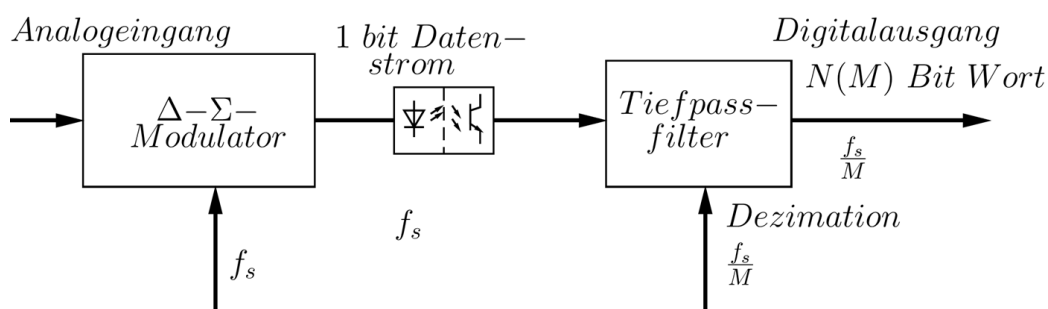 Analogeingang
1 bit Daten-
strom
Digitalausgang
N(M) Bit Wort
Δ-Σ-
Modulator
Tiefpass-
filter
f_s/M
f_s
f_s
Dezimation
f_s/M